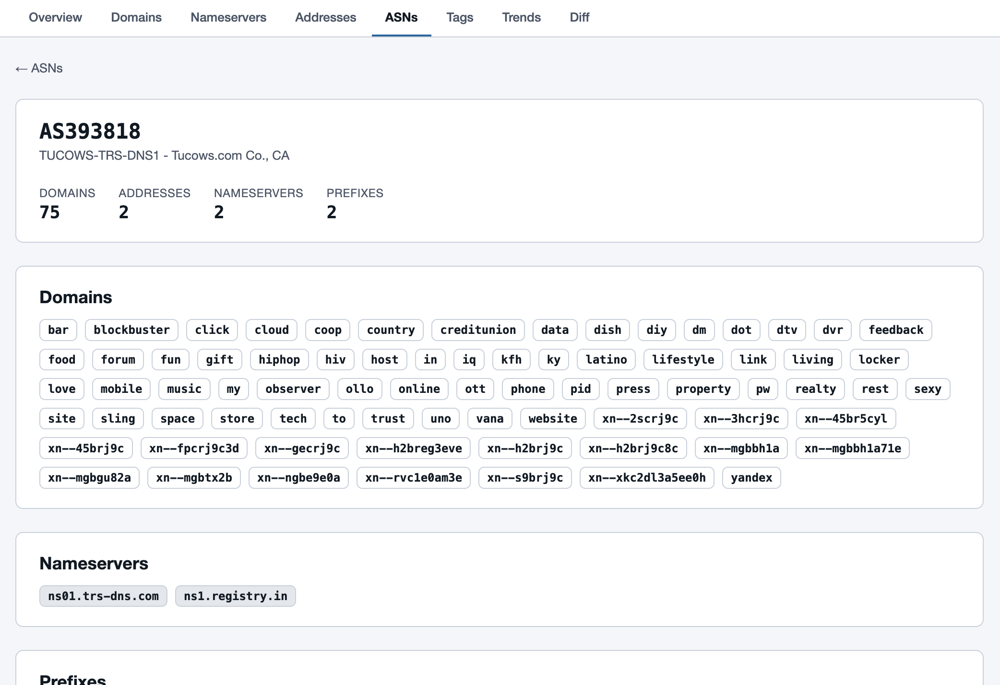 Overview Domains Nameservers Addresses ASNs Tags Trends Diff
← ASNs
AS393818
TUCOWS-TRS-DNS1 - Tucows.com Co., CA
DOMAINS ADDRESSES NAMESERVERS PREFIXES
75 2 2 2
Domains
bar blockbuster click cloud coop country creditunion data dish diy dm dot dtv dvr feedback
food forum fun gift hiphop hiv host in iq kfh ky latino lifestyle link living locker
love mobile music my observer ollo online ott phone pid press property pw realty rest sexy
site sling space store tech to trust uno vana website xn--2scrj9c xn--3hcrj9c xn--45br5cyl
xn--45brj9c xn--fpcrj9c3d xn--gecrj9c xn--h2breg3eve xn--h2brj9c xn--h2brj9c8c xn--mgbbh1a xn--mgbbh1a71e
xn--mgbgu82a xn--mgbtx2b xn--ngbe9e0a xn--rvc1e0am3e xn--s9brj9c xn--xkc2dl3a5ee0h yandex
Nameservers
ns01.trs-dns.com ns1.registry.in
Prefixes